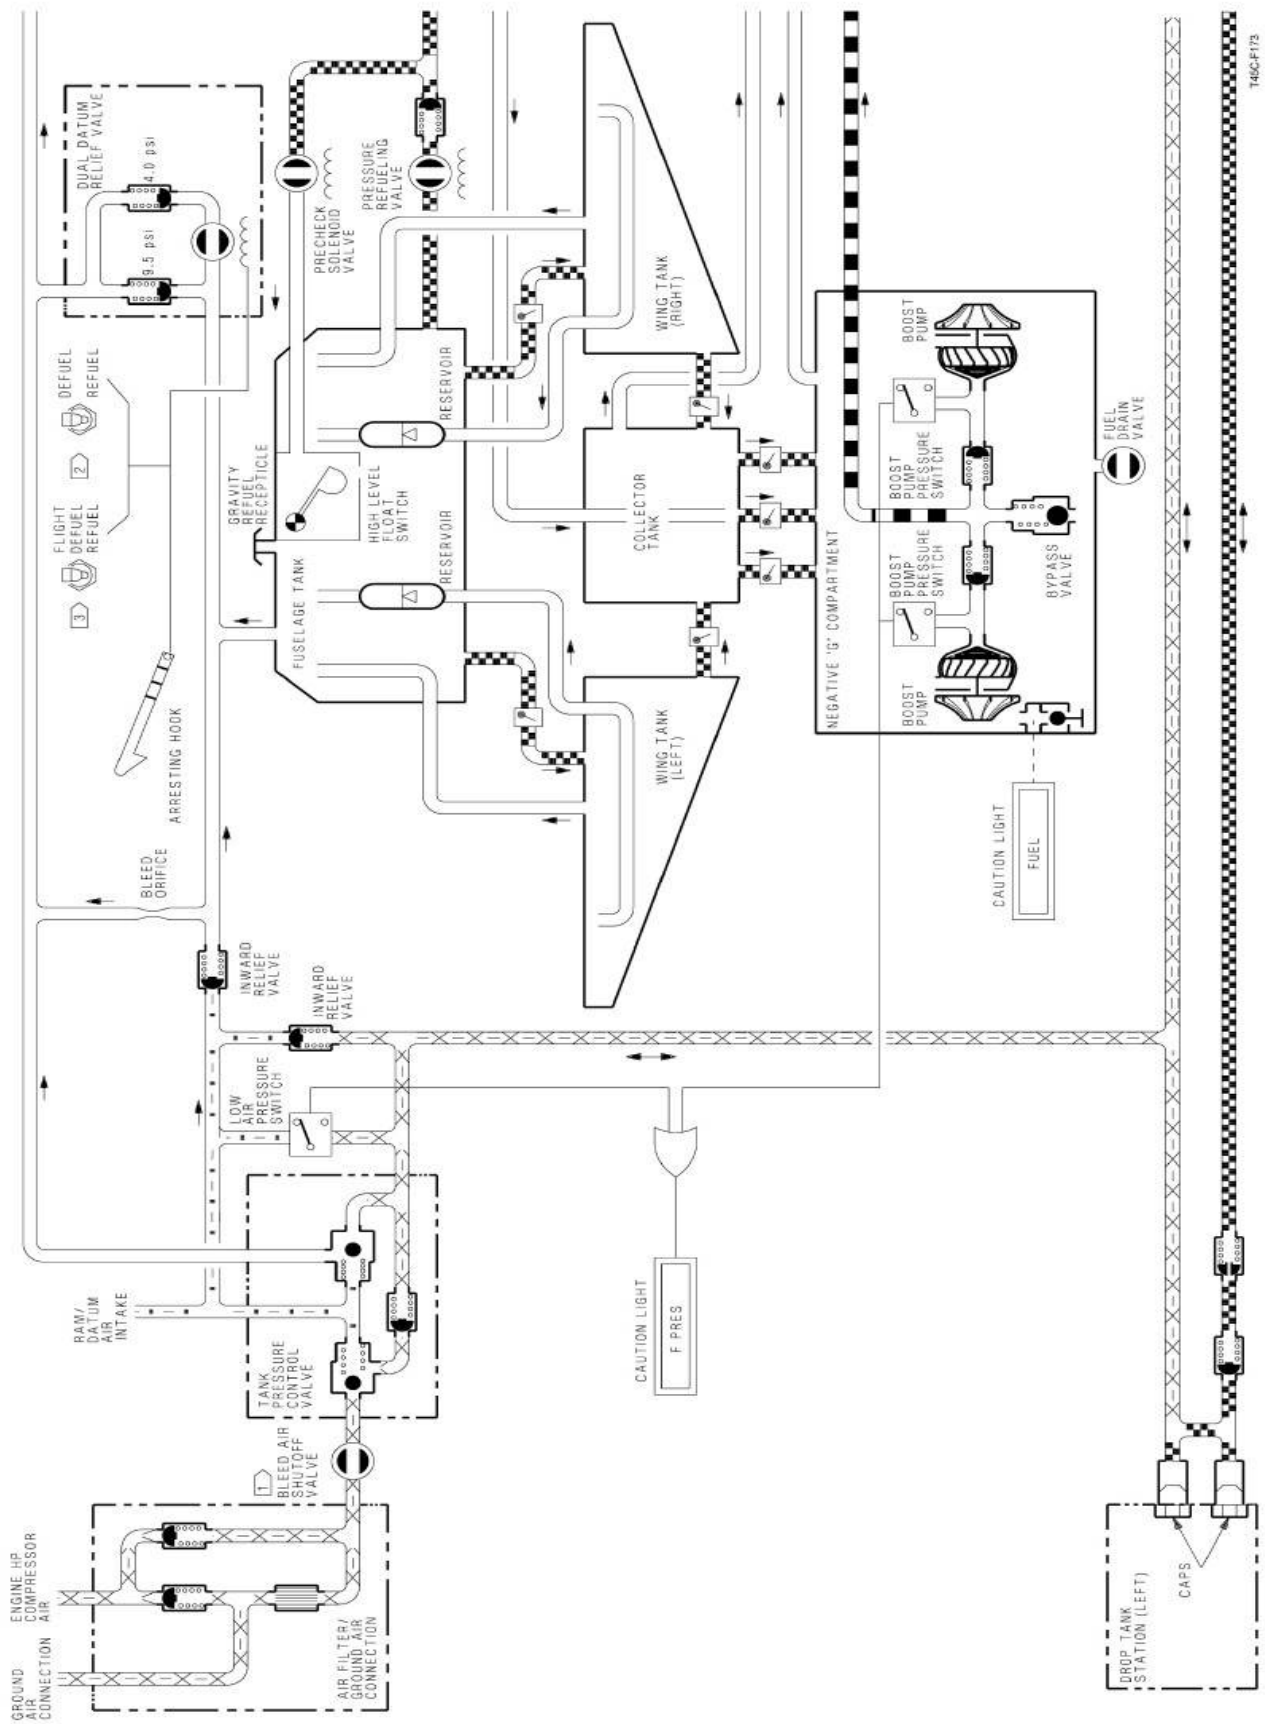 GROUND
AIR
CONNECTION
ENGINE HP
COMPRESSOR
AIR
AIR FILTER/
GROUND AIR
CONNECTION
1
BLEED AIR
SHUTOFF
VALVE
RAM/
DATUM
AIR
INTAKE
TANK
PRESSURE
CONTROL
VALVE
LOW
AIR
PRESSURE
SWITCH
INWARD
RELIEF
VALVE
INWARD
RELIEF
VALVE
BLEED
ORIFICE
ARRESTING HOOK
3
FLIGHT
DEFUEL
REFUEL
2
DEFUEL
REFUEL
DUAL DATUM
RELIEF VALVE
9.5 psi
4.0 psi
GRAVITY
REFUEL
RECEPTICLE
PRECHECK
SOLENOID
VALVE
PRESSURE
REFUELING
VALVE
FUSELAGE TANK
HIGH LEVEL
FLOAT
SWITCH
RESERVOIR
RESERVOIR
WING TANK
(LEFT)
COLLECTOR
TANK
WING TANK
(RIGHT)
NEGATIVE 'G' COMPARTMENT
BOOST
PUMP
BOOST
PUMP
PRESSURE
SWITCH
BOOST
PUMP
PRESSURE
SWITCH
BOOST
PUMP
BYPASS
VALVE
FUEL
DRAIN
VALVE
CAUTION LIGHT
F PRES
CAUTION LIGHT
FUEL
DROP TANK
STATION (LEFT)
CAPS
T45C-F173